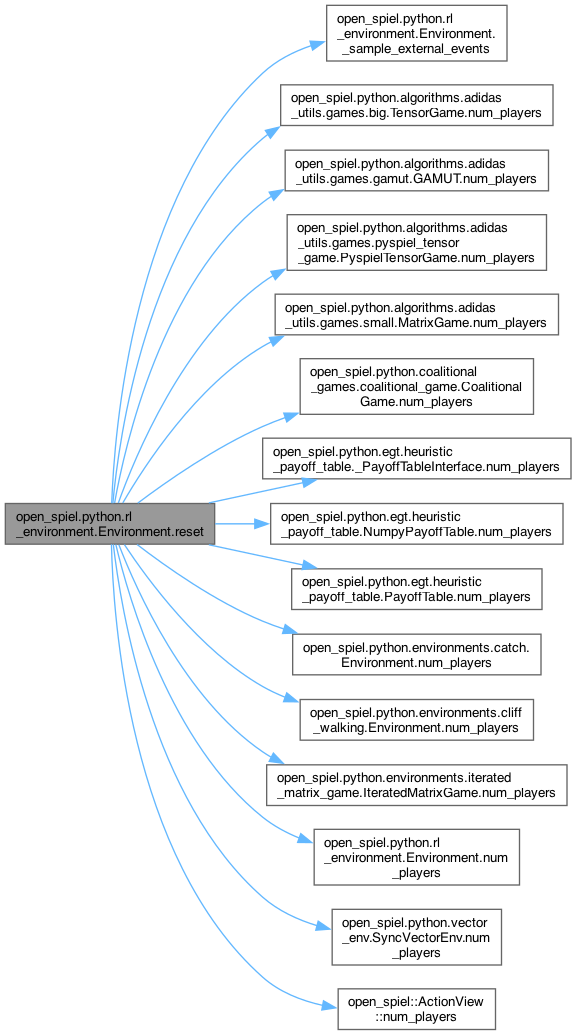 open_spiel.python.rl
_environment.Environment.
_sample_external_events
open_spiel.python.algorithms.adidas
_utils.games.big.TensorGame.num_players
open_spiel.python.algorithms.adidas
_utils.games.gamut.GAMUT.num_players
open_spiel.python.algorithms.adidas
_utils.games.pyspiel_tensor
_game.PyspielTensorGame.num_players
open_spiel.python.algorithms.adidas
_utils.games.small.MatrixGame.num_players
open_spiel.python.coalitional
_games.coalitional_game.Coalitional
Game.num_players
open_spiel.python.egt.heuristic
_payoff_table._PayoffTableInterface.num_players
open_spiel.python.rl
_environment.Environment.reset
open_spiel.python.egt.heuristic
_payoff_table.NumpyPayoffTable.num_players
open_spiel.python.egt.heuristic
_payoff_table.PayoffTable.num_players
open_spiel.python.environments.catch.
Environment.num_players
open_spiel.python.environments.cliff
_walking.Environment.num_players
open_spiel.python.environments.iterated
_matrix_game.IteratedMatrixGame.num_players
open_spiel.python.rl
_environment.Environment.num
_players
open_spiel.python.vector
_env.SyncVectorEnv.num
_players
open_spiel::ActionView
::num_players